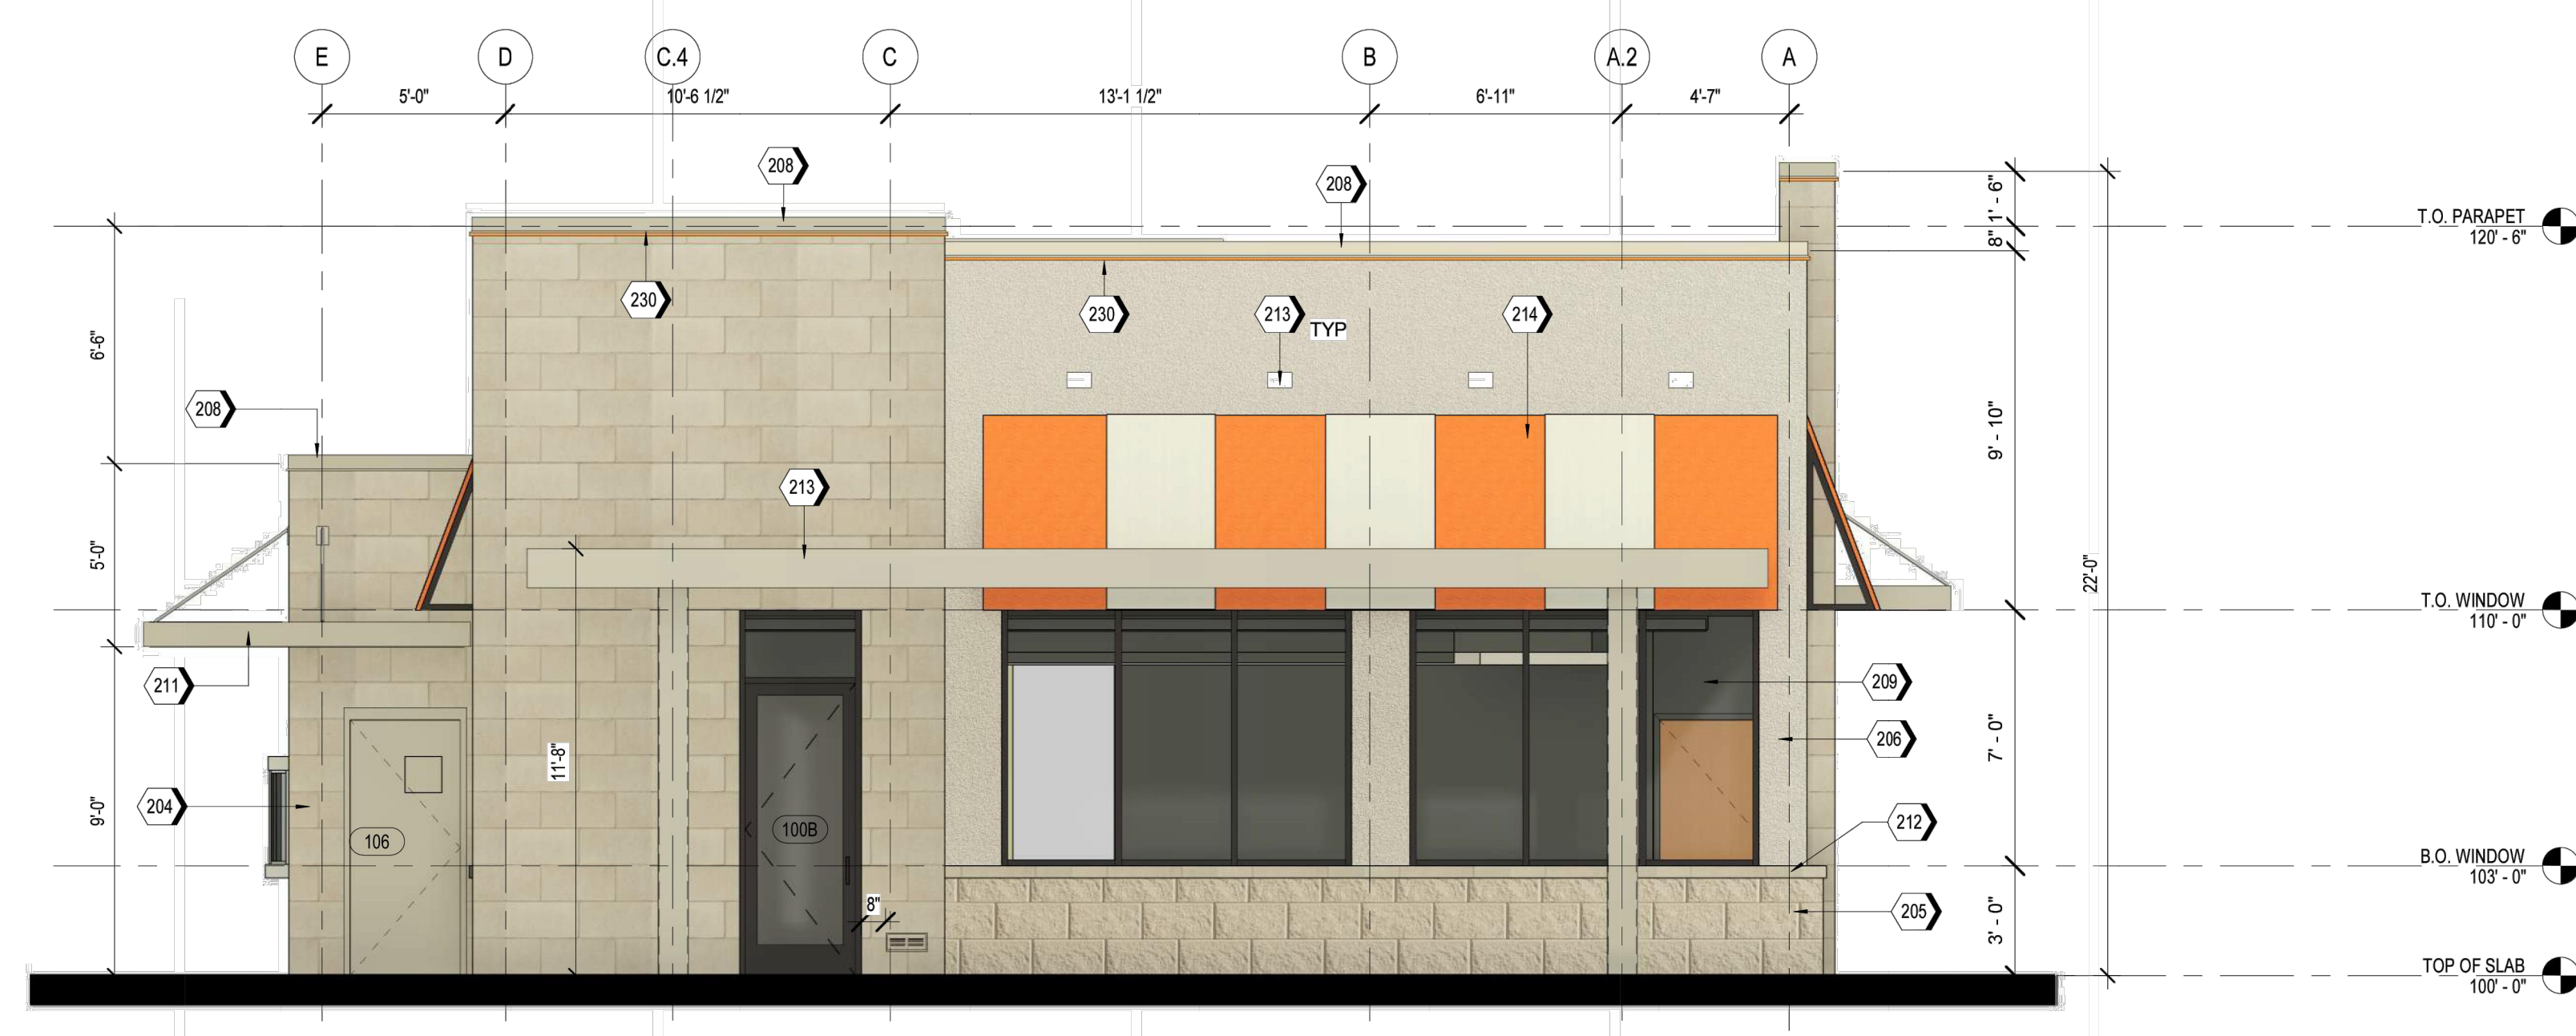 E
D
C.4
C
B
A.2
A
5'-0"
10'-6 1/2"
13'-1 1/2"
6'-11"
4'-7"
208
208
1' - 6"
T.O. PARAPET
120' - 6"
8"
230
230
213
TYP
214
6'-6"
208
9' - 10"
213
5'-0"
22'-0"
T.O. WINDOW
110' - 0"
211
209
206
7' - 0"
11'-8"
204
9'-0"
106
100B
212
B.O. WINDOW
103' - 0"
8"
205
3' - 0"
TOP OF SLAB
100' - 0"